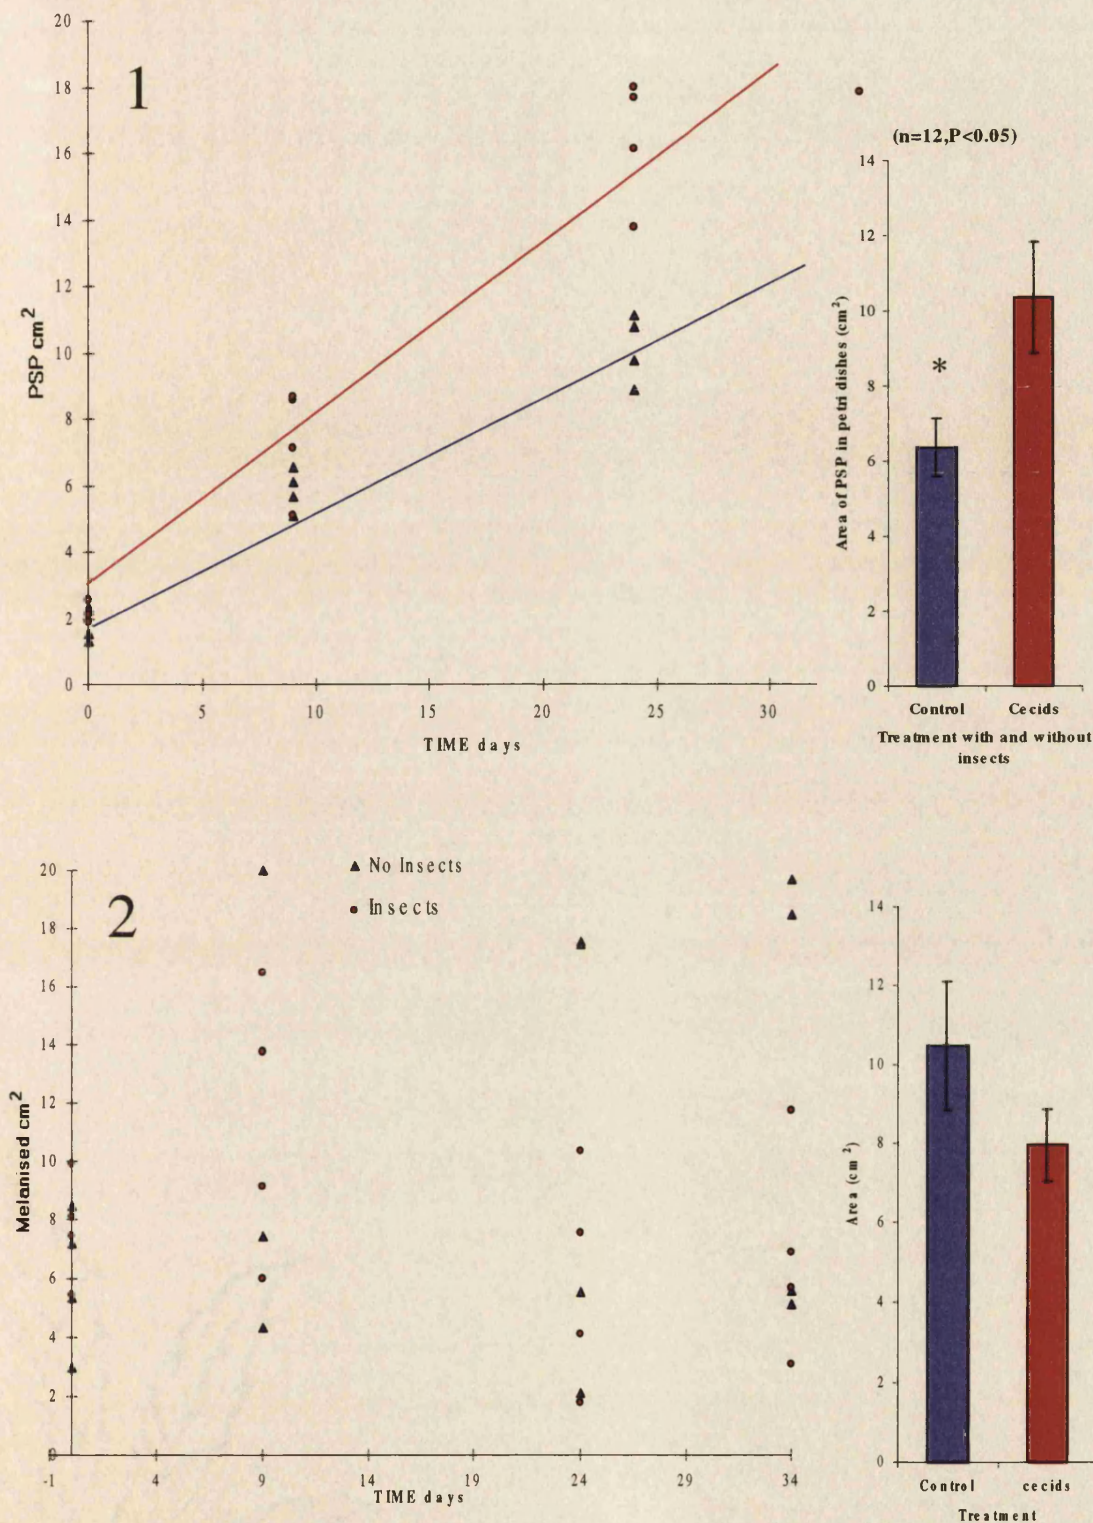 1
PSP cm²
20
18
16
14
12
10
8
6
4
2
0
0 5 10 15 20 25 30
TIME days
(n=12,P<0.05)
Area of PSP in petri dishes (cm²)
14
12
10
8
6
4
2
0
*
Control Cecids
Treatment with and without
insects
2
Melanised cm²
20
18
16
14
12
10
8
6
4
2
0
-1 4 9 14 19 24 29 34
TIME days
No Insects
Insects
Area (cm²)
14
12
10
8
6
4
2
0
Control cecids
Treatment